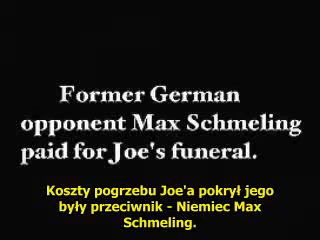 Former German
opponent Max Schmeling
paid for Joe's funeral.
Koszty pogrzebu Joe'a pokrył jego
były przeciwnik - Niemiec Max
Schmeling.